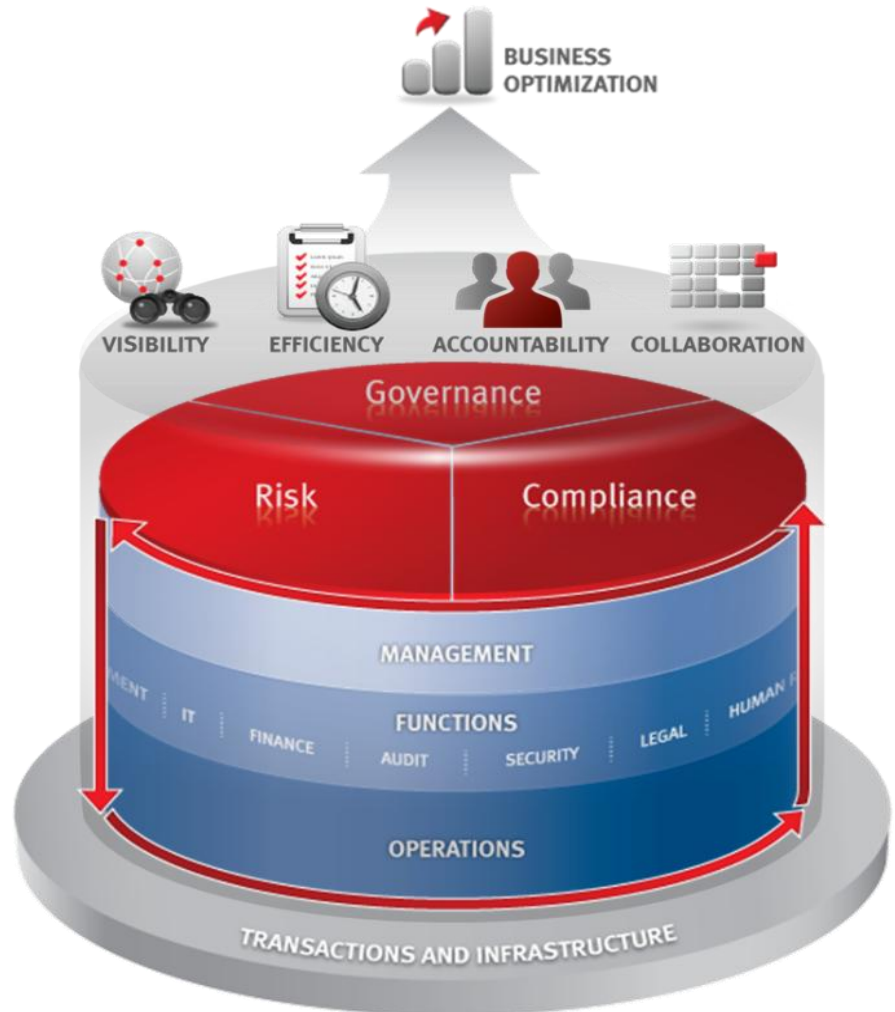 BUSINESS
OPTIMIZATION
VISIBILITY
EFFICIENCY
ACCOUNTABILITY
COLLABORATION
Governance
Risk
Compliance
MANAGEMENT
FUNCTIONS
IT
FINANCE
AUDIT
SECURITY
LEGAL
HUMAN
OPERATIONS
TRANSACTIONS AND INFRASTRUCTURE